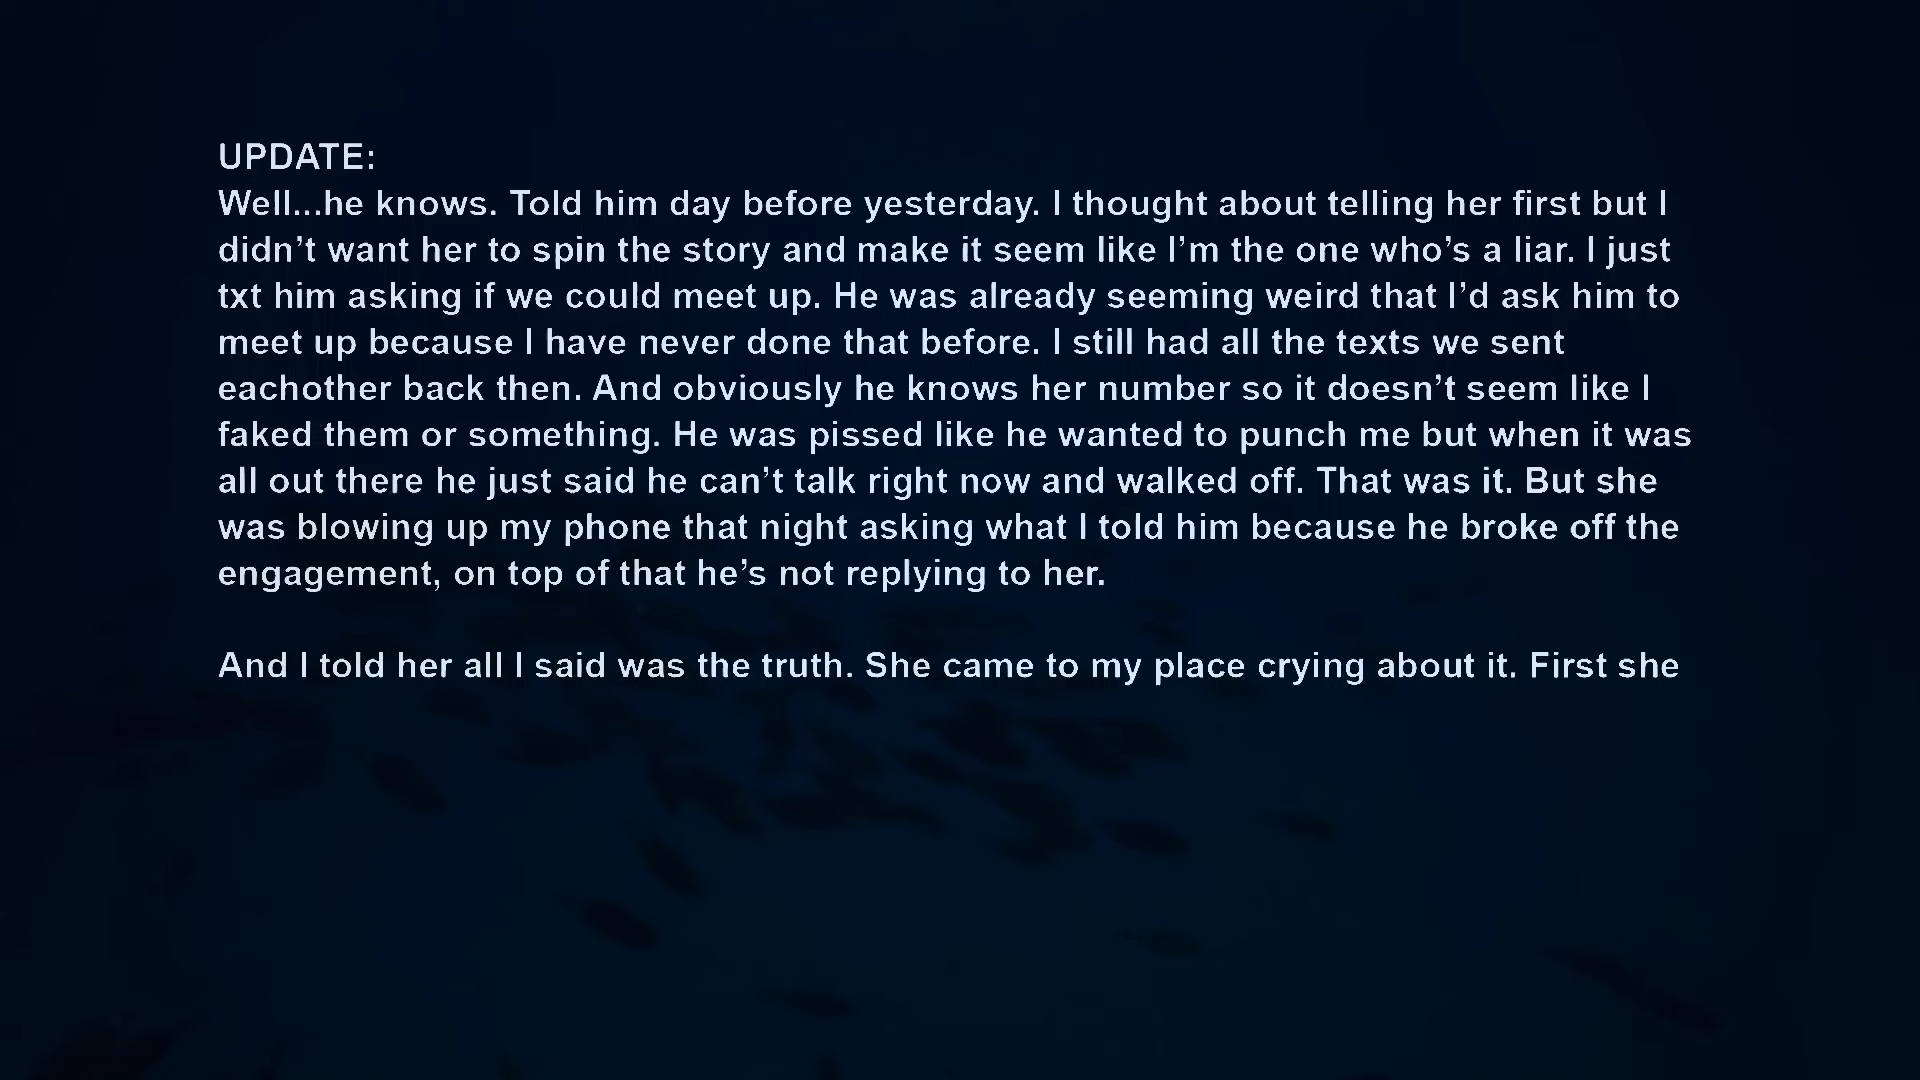 UPDATE:
Well...he knows. Told him day before yesterday. I thought about telling her first but I
didn’t want her to spin the story and make it seem like I’m the one who’s a liar. I just
txt him asking if we could meet up. He was already seeming weird that I’d ask him to
meet up because I have never done that before. I still had all the texts we sent
eachother back then. And obviously he knows her number so it doesn’t seem like I
faked them or something. He was pissed like he wanted to punch me but when it was
all out there he just said he can’t talk right now and walked off. That was it. But she
was blowing up my phone that night asking what I told him because he broke off the
engagement, on top of that he’s not replying to her.
And I told her all I said was the truth. She came to my place crying about it. First she